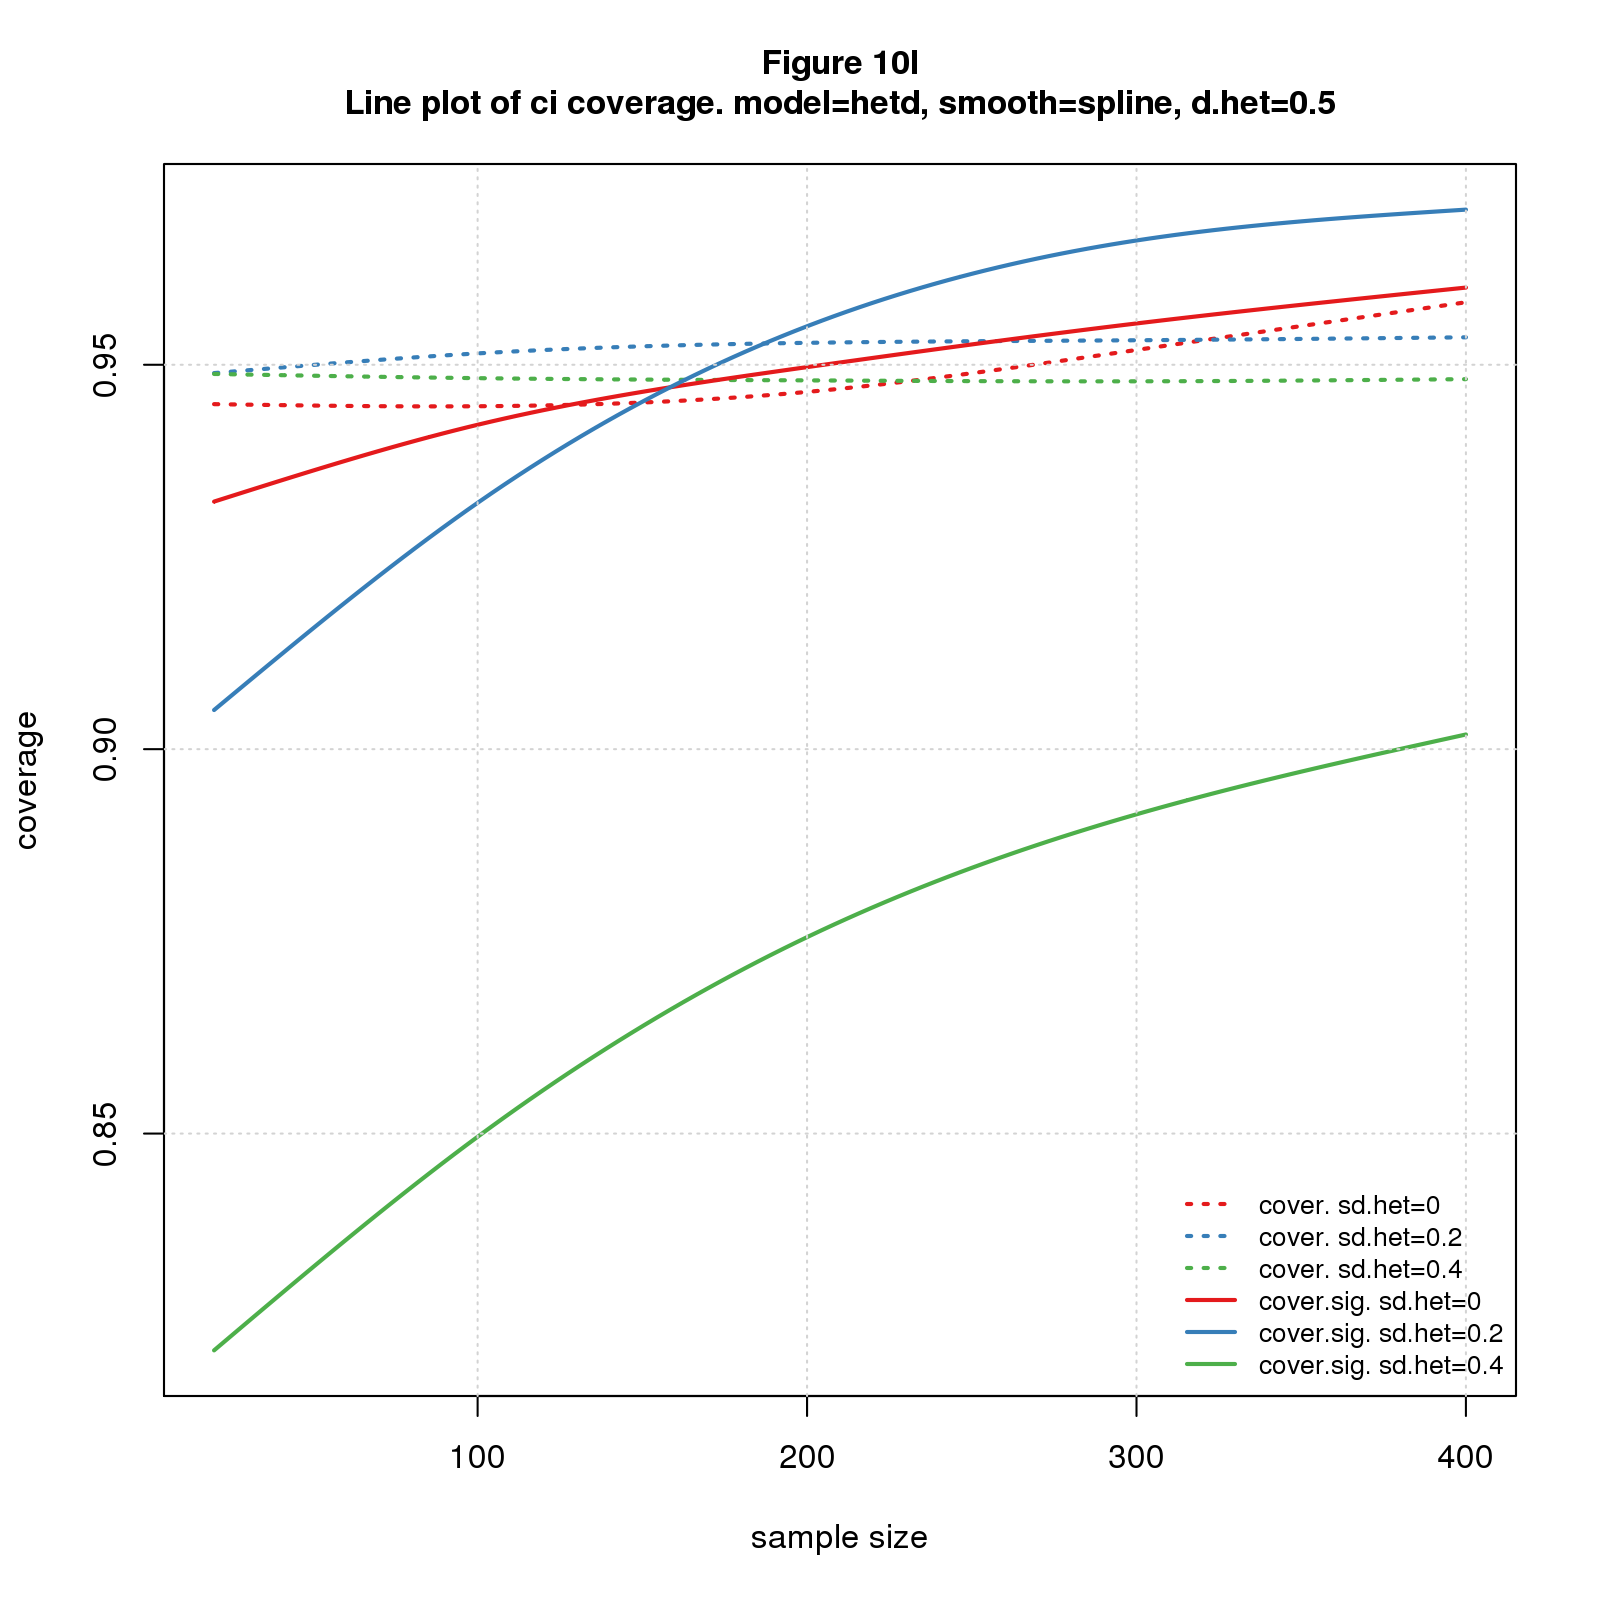 Figure 10l
Line plot of ci coverage. model=hetd, smooth=spline, d.het=0.5
coverage
0.95
0.90
0.85
cover. sd.het=0
cover. sd.het=0.2
cover. sd.het=0.4
cover.sig. sd.het=0
cover.sig. sd.het=0.2
cover.sig. sd.het=0.4
100 200 300 400
sample size